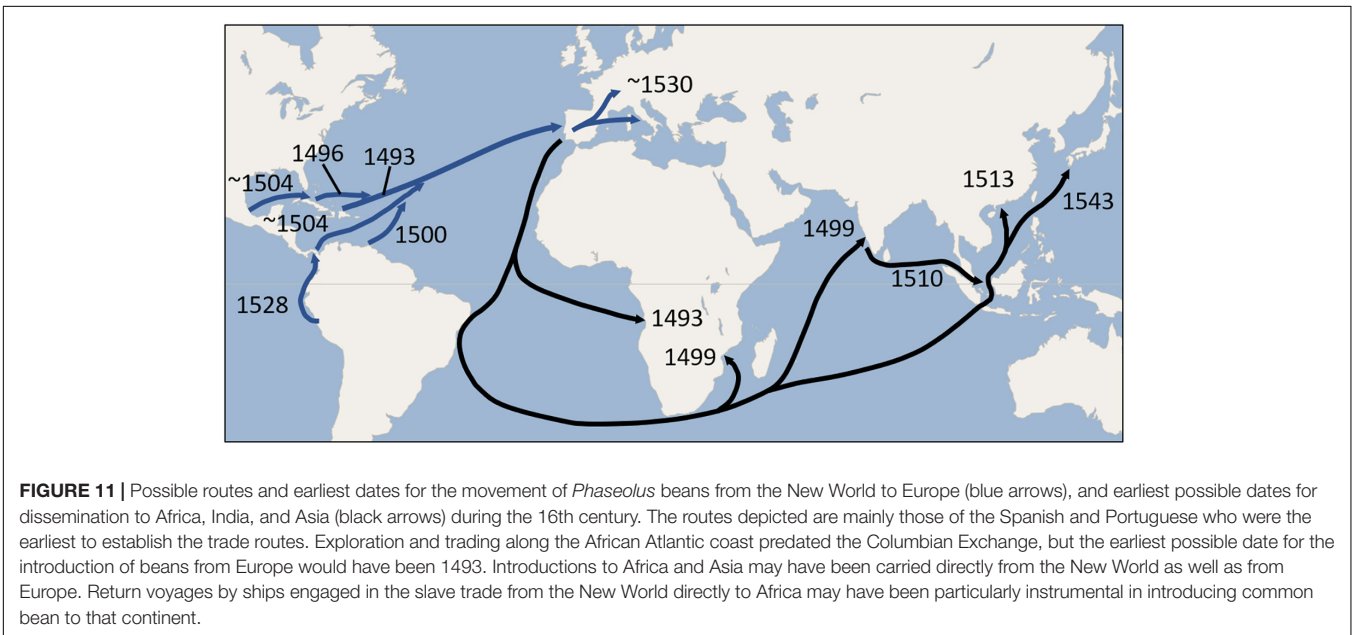 ~1530
1496
1493
~1504
1513
~1504
1543
1500
1499
1510
1528
1493
1499
FIGURE 11 | Possible routes and earliest dates for the movement of Phaseolus beans from the New World to Europe (blue arrows), and earliest possible dates for
dissemination to Africa, India, and Asia (black arrows) during the 16th century. The routes depicted are mainly those of the Spanish and Portuguese who were the
earliest to establish the trade routes. Exploration and trading along the African Atlantic coast predated the Columbian Exchange, but the earliest possible date for the
introduction of beans from Europe would have been 1493. Introductions to Africa and Asia may have been carried directly from the New World as well as from
Europe. Return voyages by ships engaged in the slave trade from the New World directly to Africa may have been particularly instrumental in introducing common
bean to that continent.